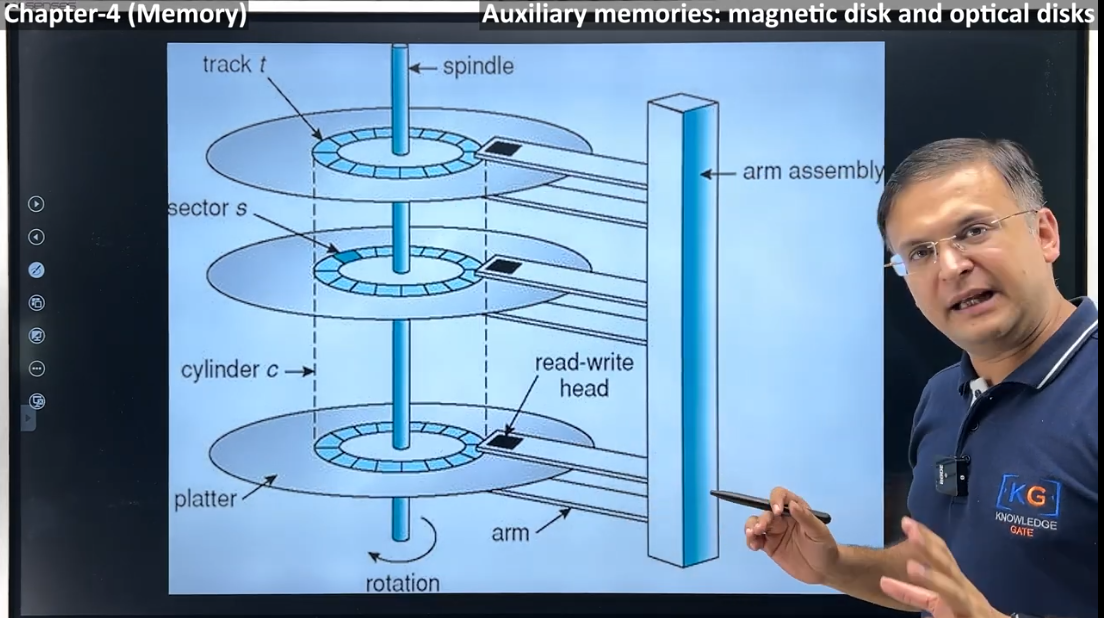 Chapter-4 (Memory)
Auxiliary memories: magnetic disk and optical disks
track t
spindle
arm assembly
sector s
cylinder c
read-write
head
platter
arm
rotation
KG
KNOWLEDGE
GATE